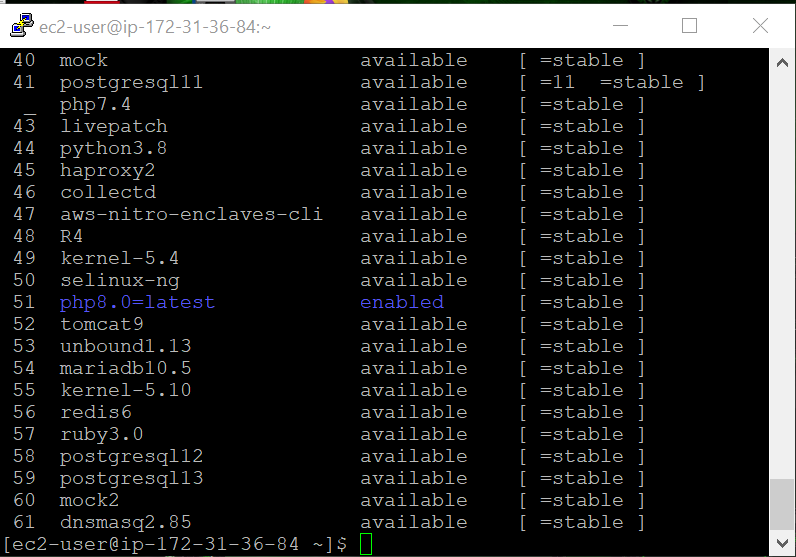 ec2-user@ip-172-31-36-84:~
40 mock available [ =stable ]
41 postgresql11 available [ =11 =stable ]
_ php7.4 available [ =stable ]
43 livepatch available [ =stable ]
44 python3.8 available [ =stable ]
45 haproxy2 available [ =stable ]
46 collectd available [ =stable ]
47 aws-nitro-enclaves-cli available [ =stable ]
48 R4 available [ =stable ]
49 kernel-5.4 available [ =stable ]
50 selinux-ng available [ =stable ]
51 php8.0=latest enabled [ =stable ]
52 tomcat9 available [ =stable ]
53 unbound1.13 available [ =stable ]
54 mariadb10.5 available [ =stable ]
55 kernel-5.10 available [ =stable ]
56 redis6 available [ =stable ]
57 ruby3.0 available [ =stable ]
58 postgresql12 available [ =stable ]
59 postgresql13 available [ =stable ]
60 mock2 available [ =stable ]
61 dnsmasq2.85 available [ =stable ]
[ec2-user@ip-172-31-36-84 ~]$